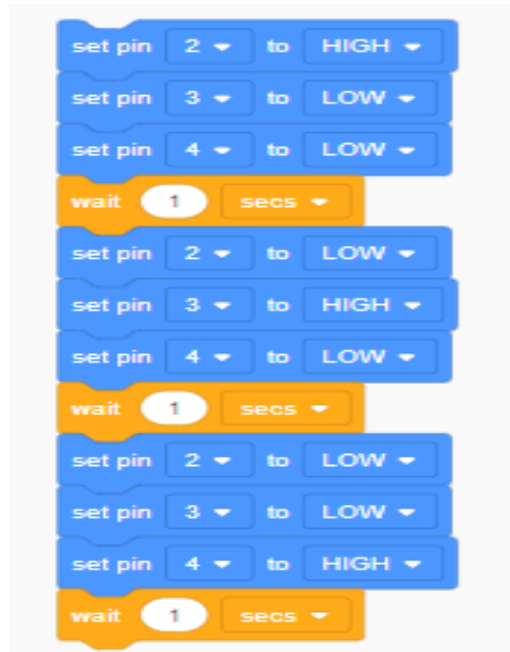 set pin 2 to HIGH
set pin 3 to LOW
set pin 4 to LOW
wait 1 secs
set pin 2 to LOW
set pin 3 to HIGH
set pin 4 to LOW
wait 1 secs
set pin 2 to LOW
set pin 3 to LOW
set pin 4 to HIGH
wait 1 secs